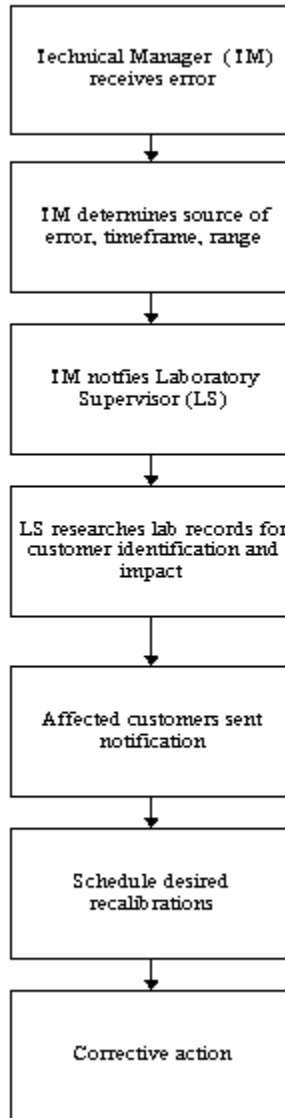 Technical Manager (TM)
receives error
TM determines source of
error, timeframe, range
TM notfies Laboratory
Supervisor (LS)
LS researches lab records for
customer identification and
impact
Affected customers sent
notification
Schedule desired
recalibrations
Corrective action